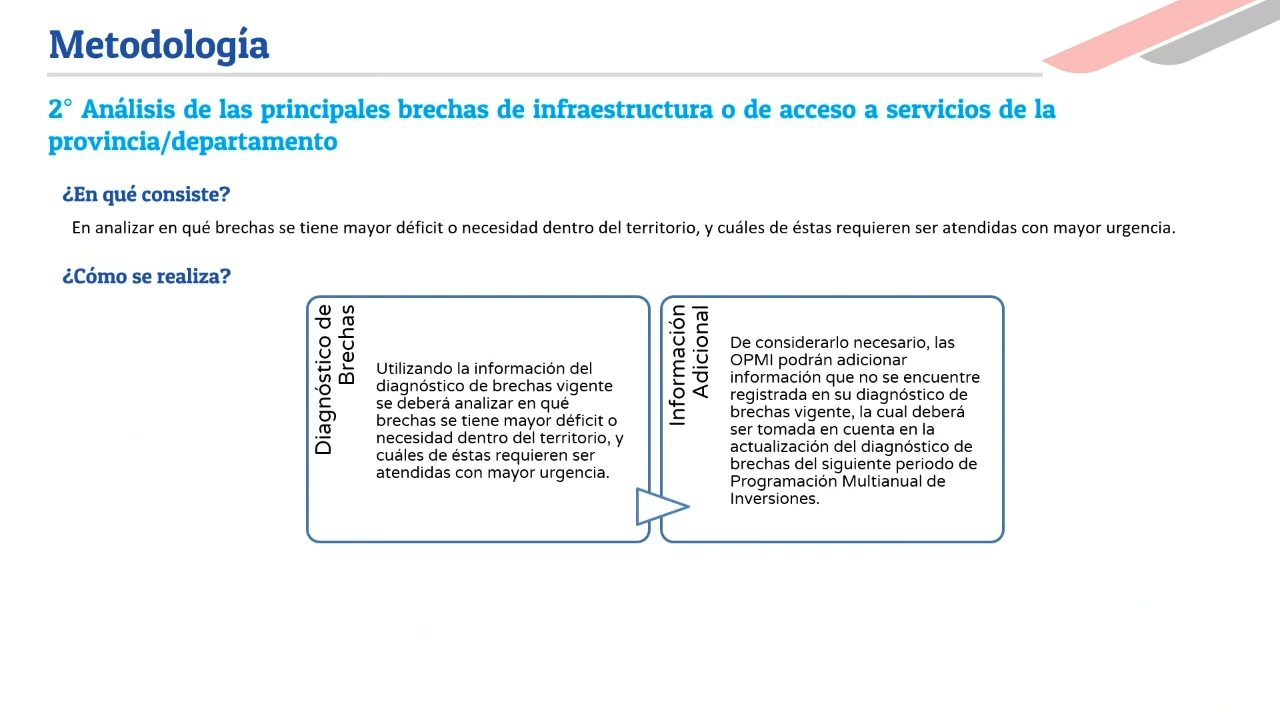 Metodología
2° Análisis de las principales brechas de infraestructura o de acceso a servicios de la
provincia/departamento
¿En qué consiste?
En analizar en qué brechas se tiene mayor déficit o necesidad dentro del territorio, y cuáles de éstas requieren ser atendidas con mayor urgencia.
¿Cómo se realiza?
Diagnóstico de
Brechas
Utilizando la información del
diagnóstico de brechas vigente
se deberá analizar en qué
brechas se tiene mayor déficit o
necesidad dentro del territorio, y
cuáles de éstas requieren ser
atendidas con mayor urgencia.
Información
Adicional
De considerarlo necesario, las
OPMI podrán adicionar
información que no se encuentre
registrada en su diagnóstico de
brechas vigente, la cual deberá
ser tomada en cuenta en la
actualización del diagnóstico de
brechas del siguiente periodo de
Programación Multianual de
Inversiones.